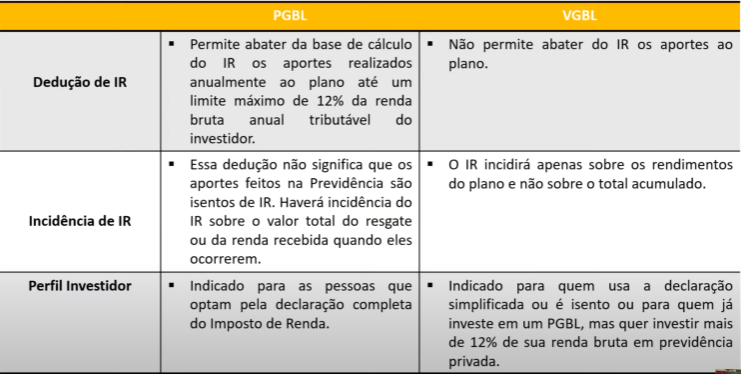 PGBL
VGBL
Dedução de IR
▪ Permite abater da base de cálculo
do IR os aportes realizados
anualmente ao plano até um
limite máximo de 12% da renda
bruta anual tributável do
investidor.
▪ Não permite abater do IR os aportes ao
plano.
Incidência de IR
▪ Essa dedução não significa que os
aportes feitos na Previdência são
isentos de IR. Haverá incidência do
IR sobre o valor total do resgate
ou da renda recebida quando eles
ocorrerem.
▪ O IR incidirá apenas sobre os rendimentos
do plano e não sobre o total acumulado.
Perfil Investidor
▪ Indicado para as pessoas que
optam pela declaração completa
do Imposto de Renda.
▪ Indicado para quem usa a declaração
simplificada ou é isento ou para quem já
investe em um PGBL, mas quer investir mais
de 12% de sua renda bruta em previdência
privada.